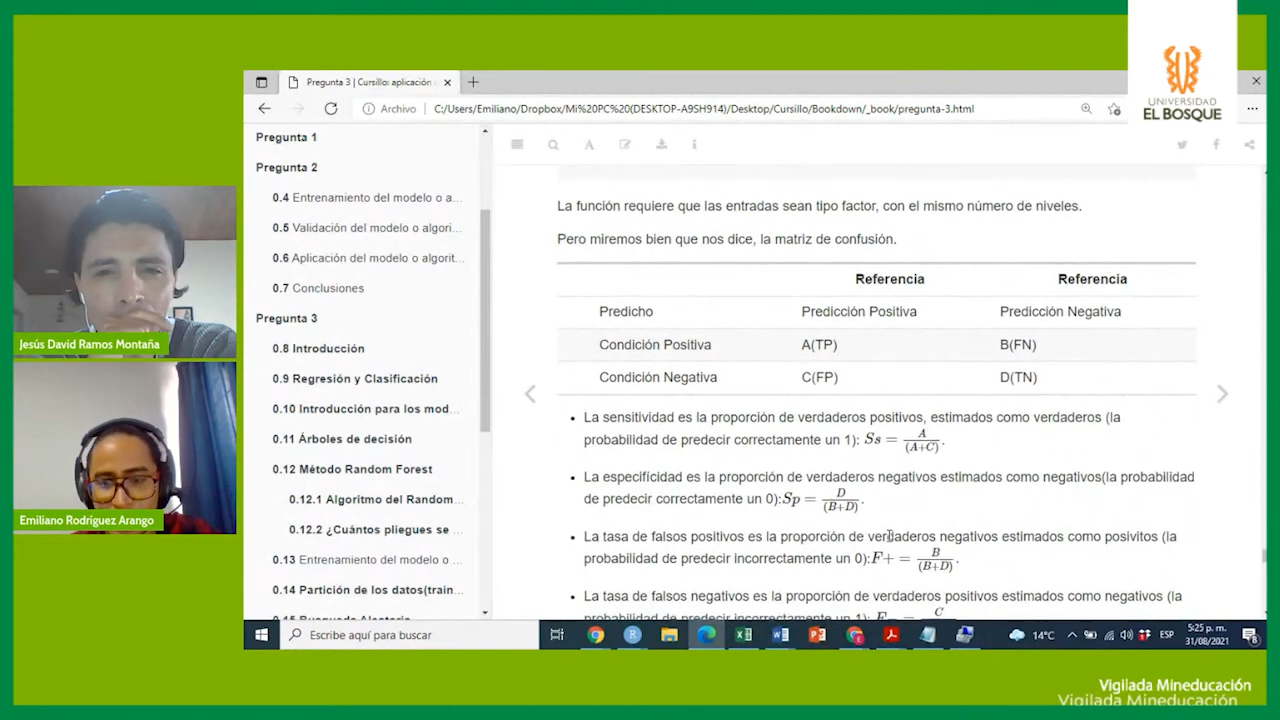 UNIVERSIDAD
EL BOSQUE
Pregunta 3 | Cursillo: aplicación
Archivo
C:/Users/Emiliano/Dropbox/Mi%20PC%20(DESKTOP-A9SH914)/Desktop/Cursillo/Bookdown/_book/pregunta-3.html
Pregunta 1
Pregunta 2
0.4 Entrenamiento del modelo o a...
0.5 Validación del modelo o algori...
0.6 Aplicación del modelo o algorit...
0.7 Conclusiones
Pregunta 3
0.8 Introducción
0.9 Regresión y Clasificación
0.10 Introducción para los mod...
0.11 Árboles de decisión
0.12 Método Random Forest
0.12.1 Algoritmo del Random...
0.12.2 ¿Cuántos pliegues se ...
0.13 Entrenamiento del modelo o ...
0.14 Partición de los datos(train...
0.15 Busqueda Aleatoria
La función requiere que las entradas sean tipo factor, con el mismo número de niveles.
Pero miremos bien que nos dice, la matriz de confusión.
Referencia Referencia
Predicho Predicción Positiva Predicción Negativa
Condición Positiva A(TP) B(FN)
Condición Negativa C(FP) D(TN)
• La sensitividad es la proporción de verdaderos positivos, estimados como verdaderos (la
probabilidad de predecir correctamente un 1): Ss = A/(A+C).
• La especifícidad es la proporción de verdaderos negativos estimados como negativos(la probabilidad
de predecir correctamente un 0):Sp = D/(B+D).
• La tasa de falsos positivos es la proporción de verdaderos negativos estimados como posivitos (la
probabilidad de predecir incorrectamente un 0):F+ = B/(B+D).
• La tasa de falsos negativos es la proporción de verdaderos positivos estimados como negativos (la
probabilidad de predecir incorrectamente un 1): F− = C
Jesús David Ramos Montaña
Emiliano Rodríguez Arango
Escribe aquí para buscar
14°C
ESP
5:25 p. m.
31/08/2021
Vigilada Mineducación
Vigilada Mineducación